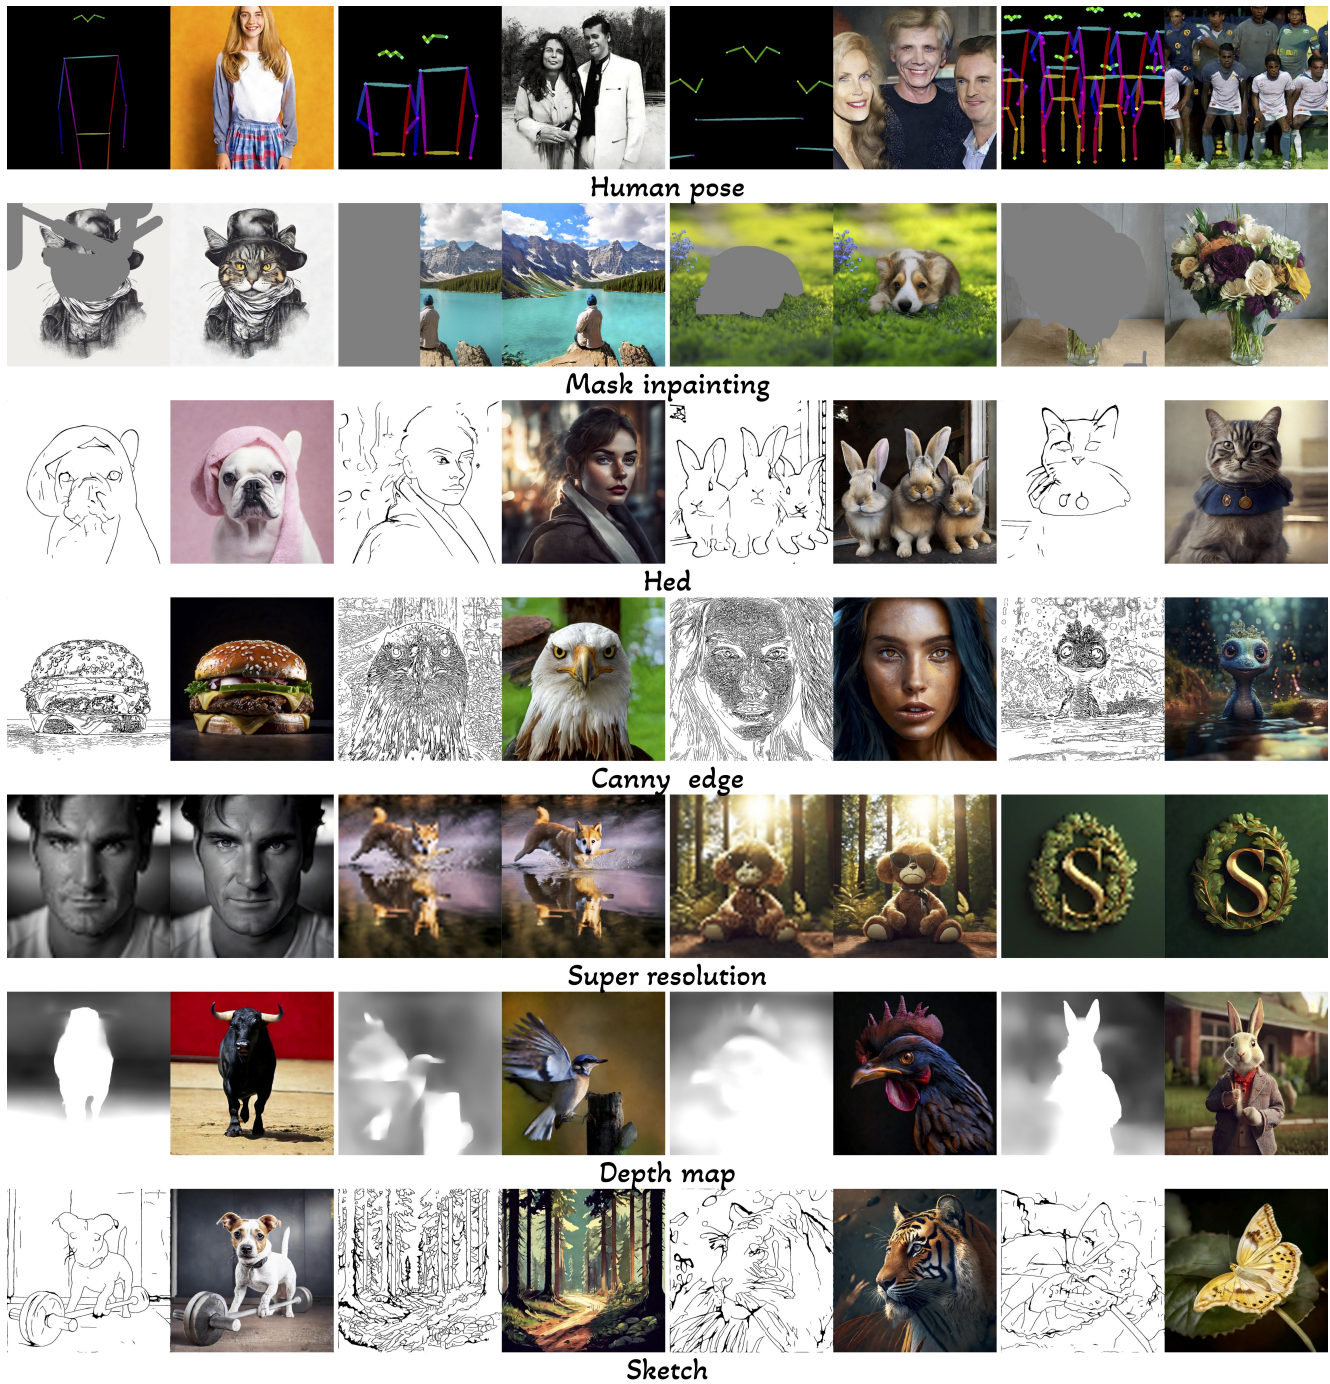 Human pose
Mask inpainting
Hed
Canny edge
S S
Super resolution
Depth map
Sketch